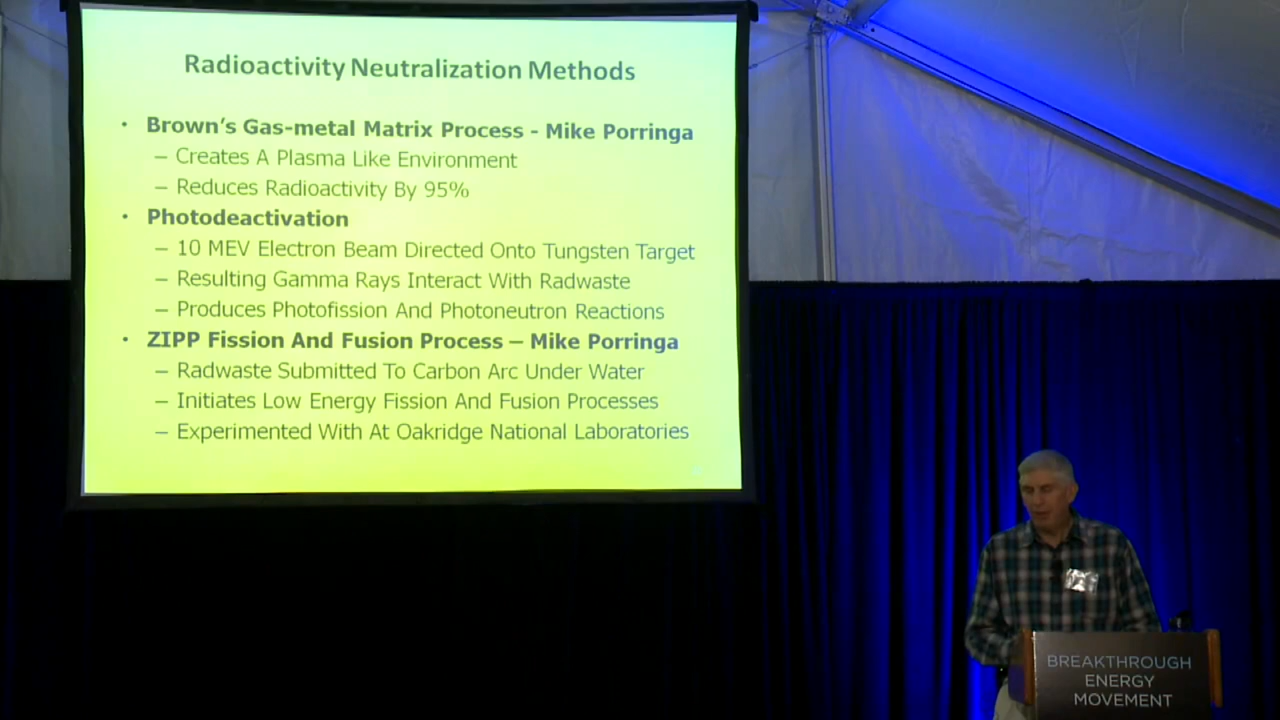 Radioactivity Neutralization Methods
• Brown's Gas-metal Matrix Process - Mike Porringa
– Creates A Plasma Like Environment
– Reduces Radioactivity By 95%
• Photodeactivation
– 10 MEV Electron Beam Directed Onto Tungsten Target
– Resulting Gamma Rays Interact With Radwaste
– Produces Photofission And Photoneutron Reactions
• ZIPP Fission And Fusion Process – Mike Porringa
– Radwaste Submitted To Carbon Arc Under Water
– Initiates Low Energy Fission And Fusion Processes
– Experimented With At Oakridge National Laboratories
BREAKTHROUGH
ENERGY
MOVEMENT